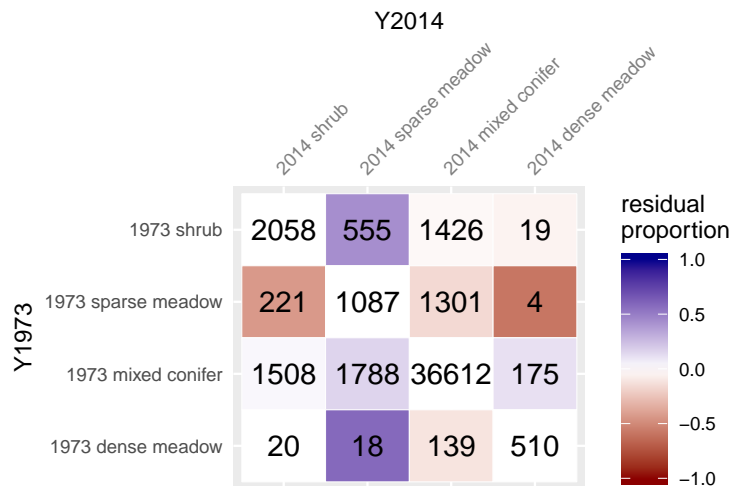 Y2014
2014 shrub
2014 sparse meadow
2014 mixed conifer
2014 dense meadow
Y1973
1973 shrub 2058 555 1426 19
1973 sparse meadow 221 1087 1301 4
1973 mixed conifer 1508 1788 36612 175
1973 dense meadow 20 18 139 510
residual
proportion
1.0
0.5
0.0
−0.5
−1.0